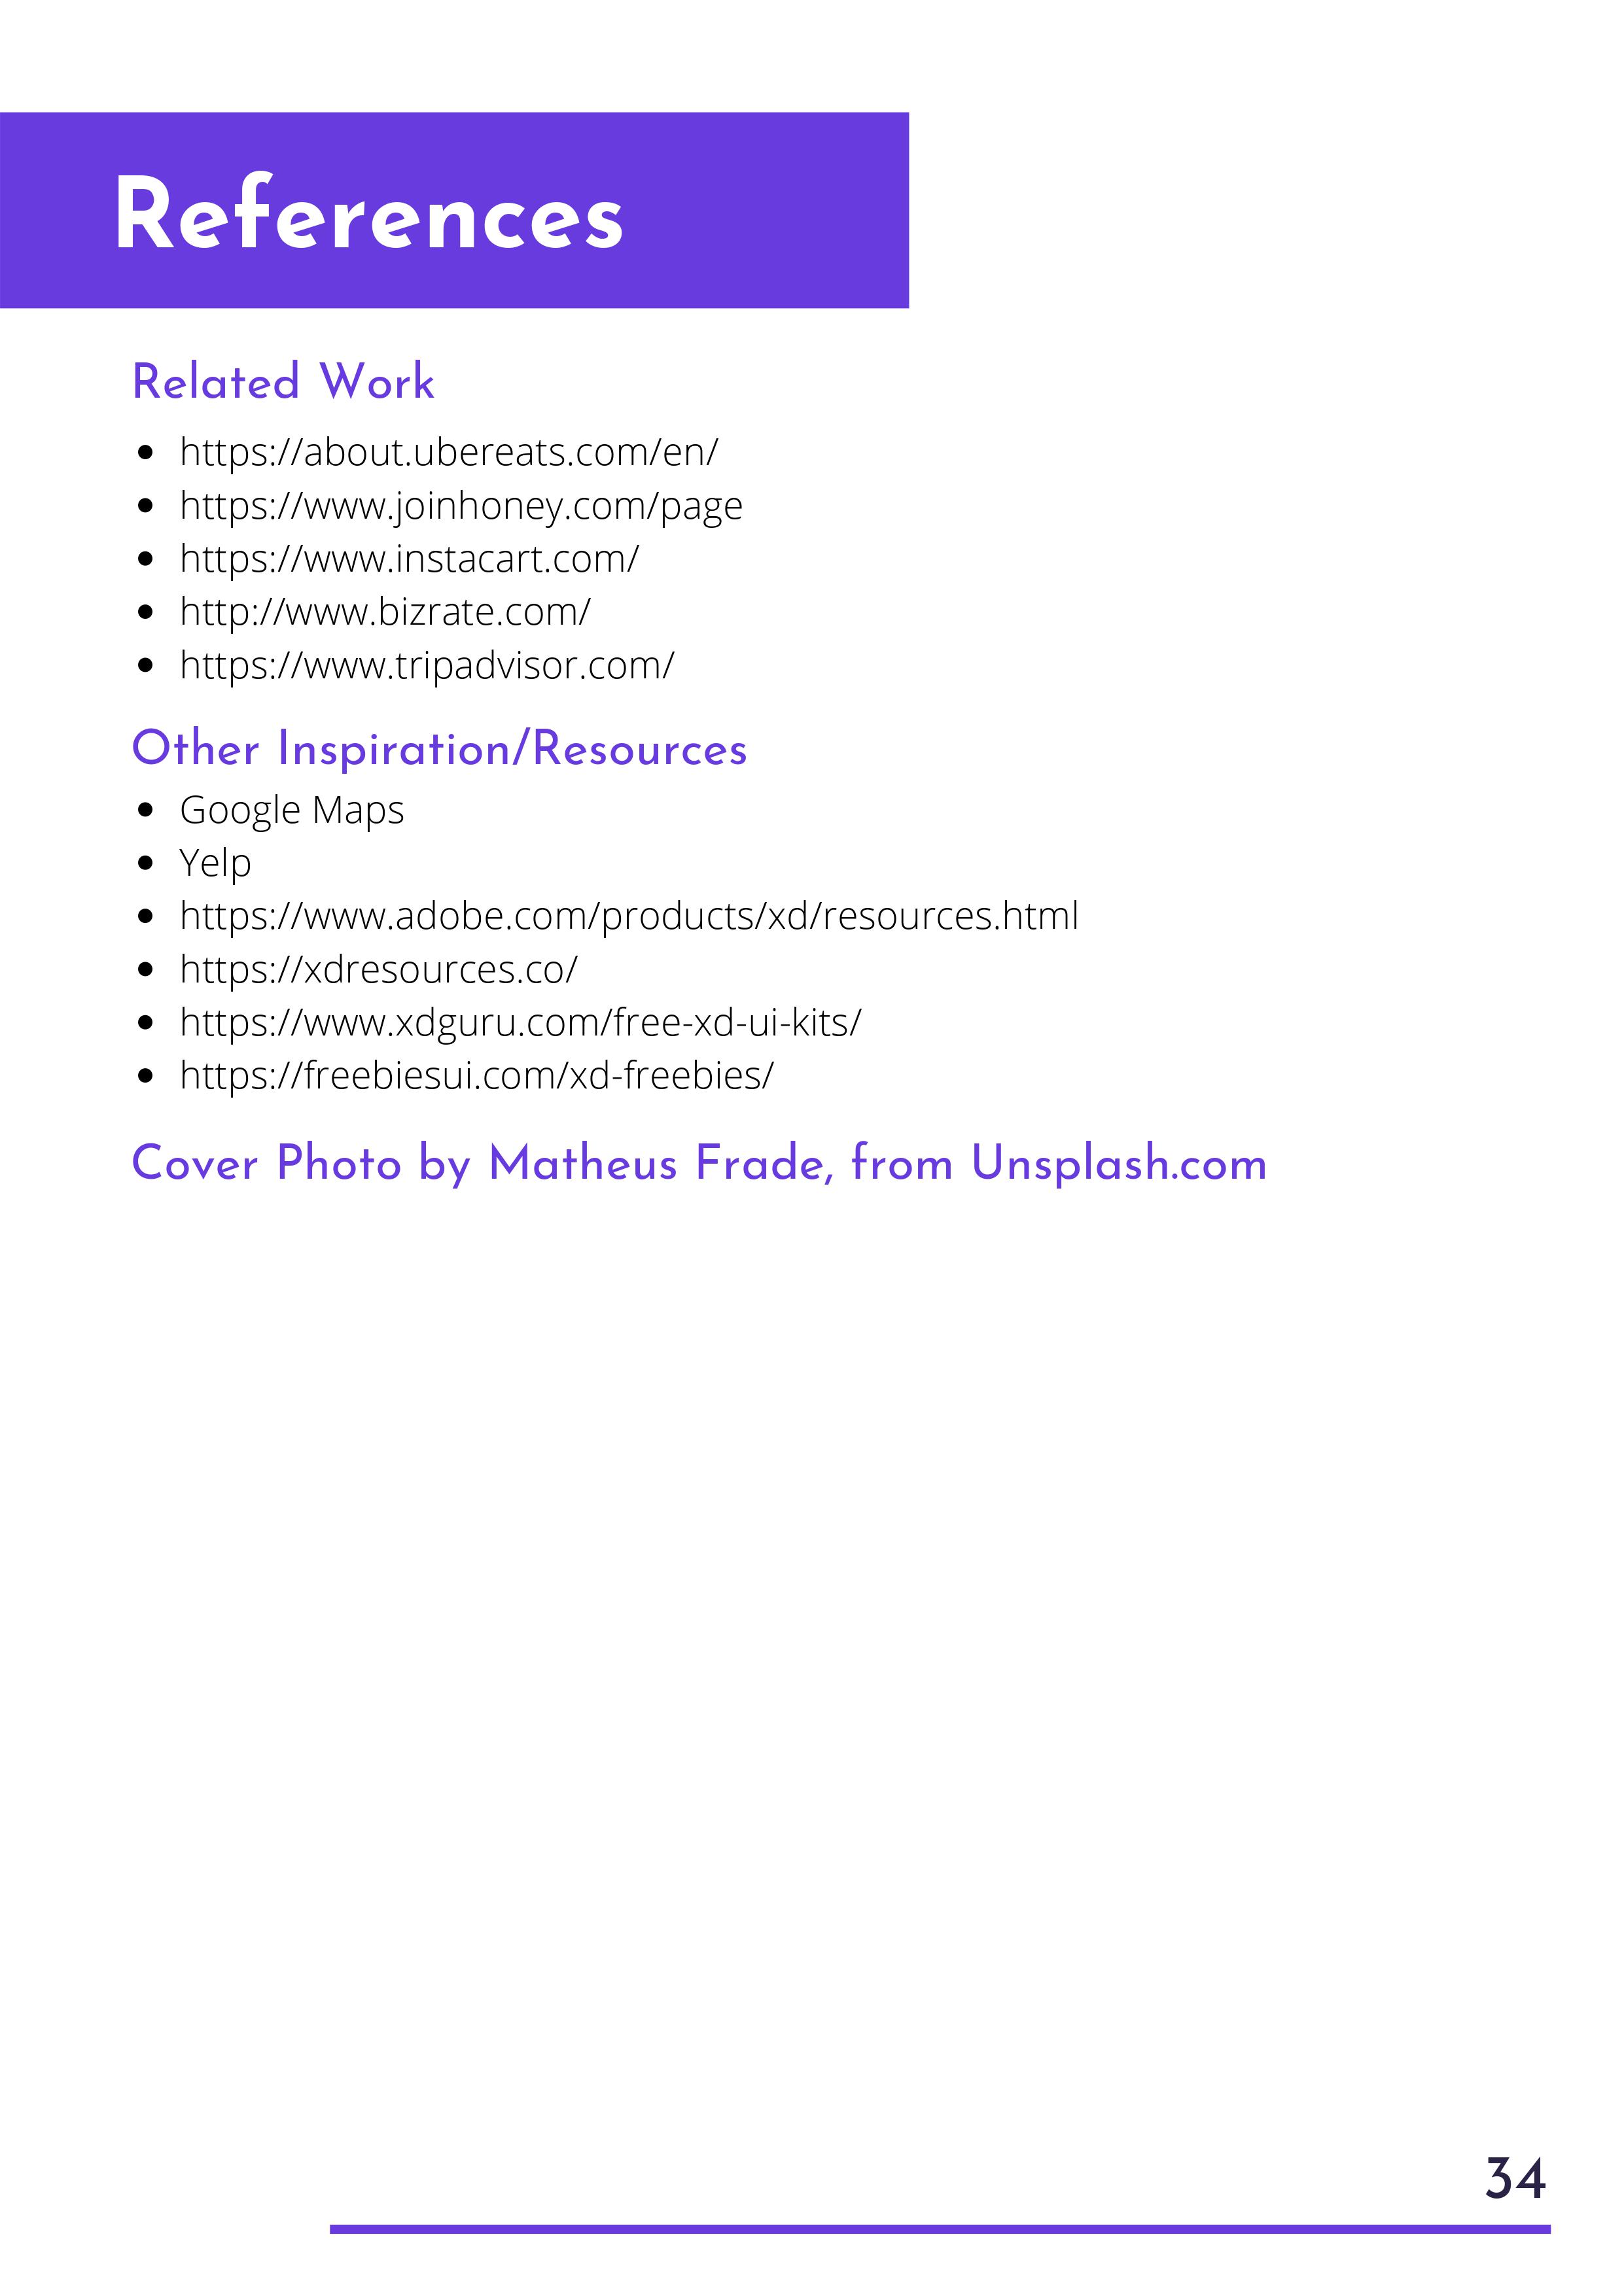 References
Related Work
• https://about.ubereats.com/en/
• https://www.joinhoney.com/page
• https://www.instacart.com/
• http://www.bizrate.com/
• https://www.tripadvisor.com/
Other Inspiration/Resources
• Google Maps
• Yelp
• https://www.adobe.com/products/xd/resources.html
• https://xdresources.co/
• https://www.xdguru.com/free-xd-ui-kits/
• https://freebiesui.com/xd-freebies/
Cover Photo by Matheus Frade, from Unsplash.com
34